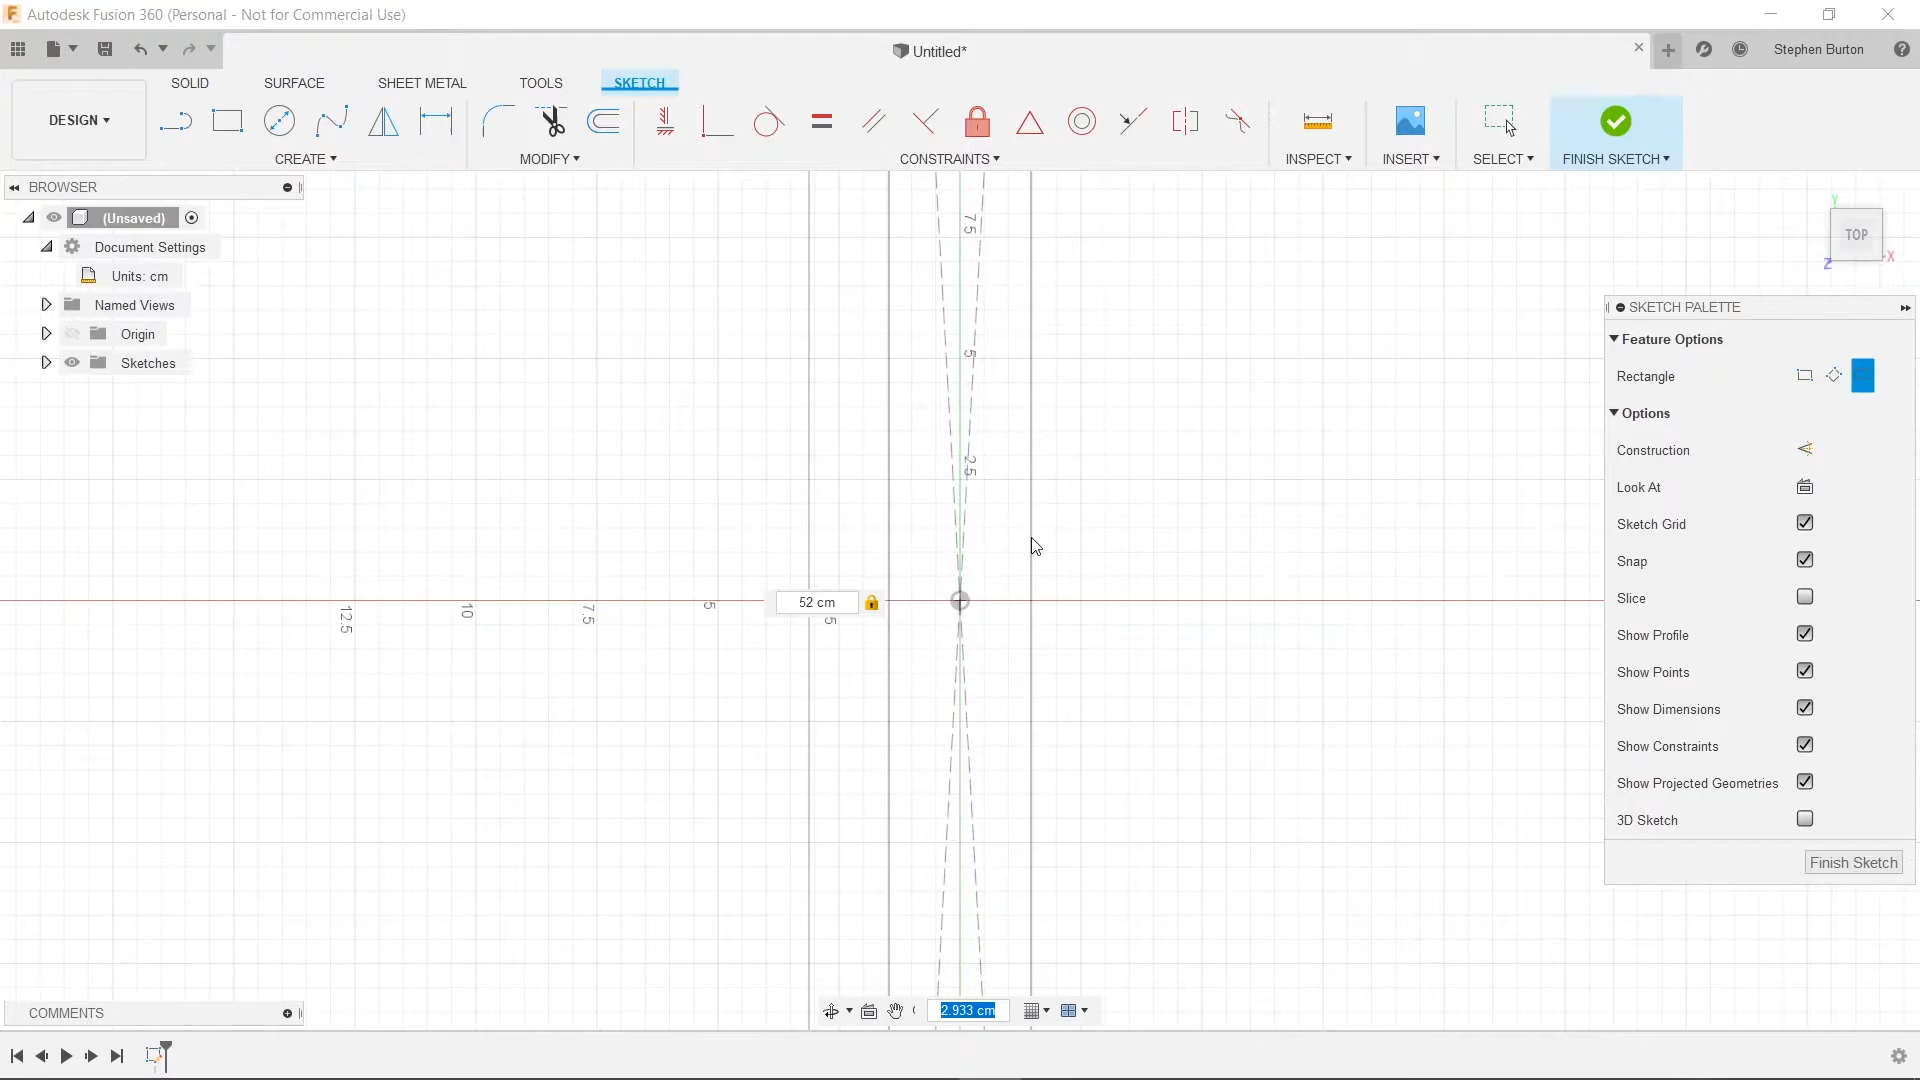 Autodesk Fusion 360 (Personal - Not for Commercial Use)
Untitled*
Stephen Burton
SOLID
SURFACE
SHEET METAL
TOOLS
SKETCH
DESIGN
CREATE
MODIFY
CONSTRAINTS
INSPECT
INSERT
SELECT
FINISH SKETCH
BROWSER
(Unsaved)
Document Settings
Units: cm
Named Views
Origin
Sketches
7.5
5
2.5
12.5
10
7.5
5
52 cm
5
Y
TOP
Z
X
SKETCH PALETTE
Feature Options
Rectangle
Options
Construction
Look At
Sketch Grid
Snap
Slice
Show Profile
Show Points
Show Dimensions
Show Constraints
Show Projected Geometries
3D Sketch
Finish Sketch
COMMENTS
2.933 cm